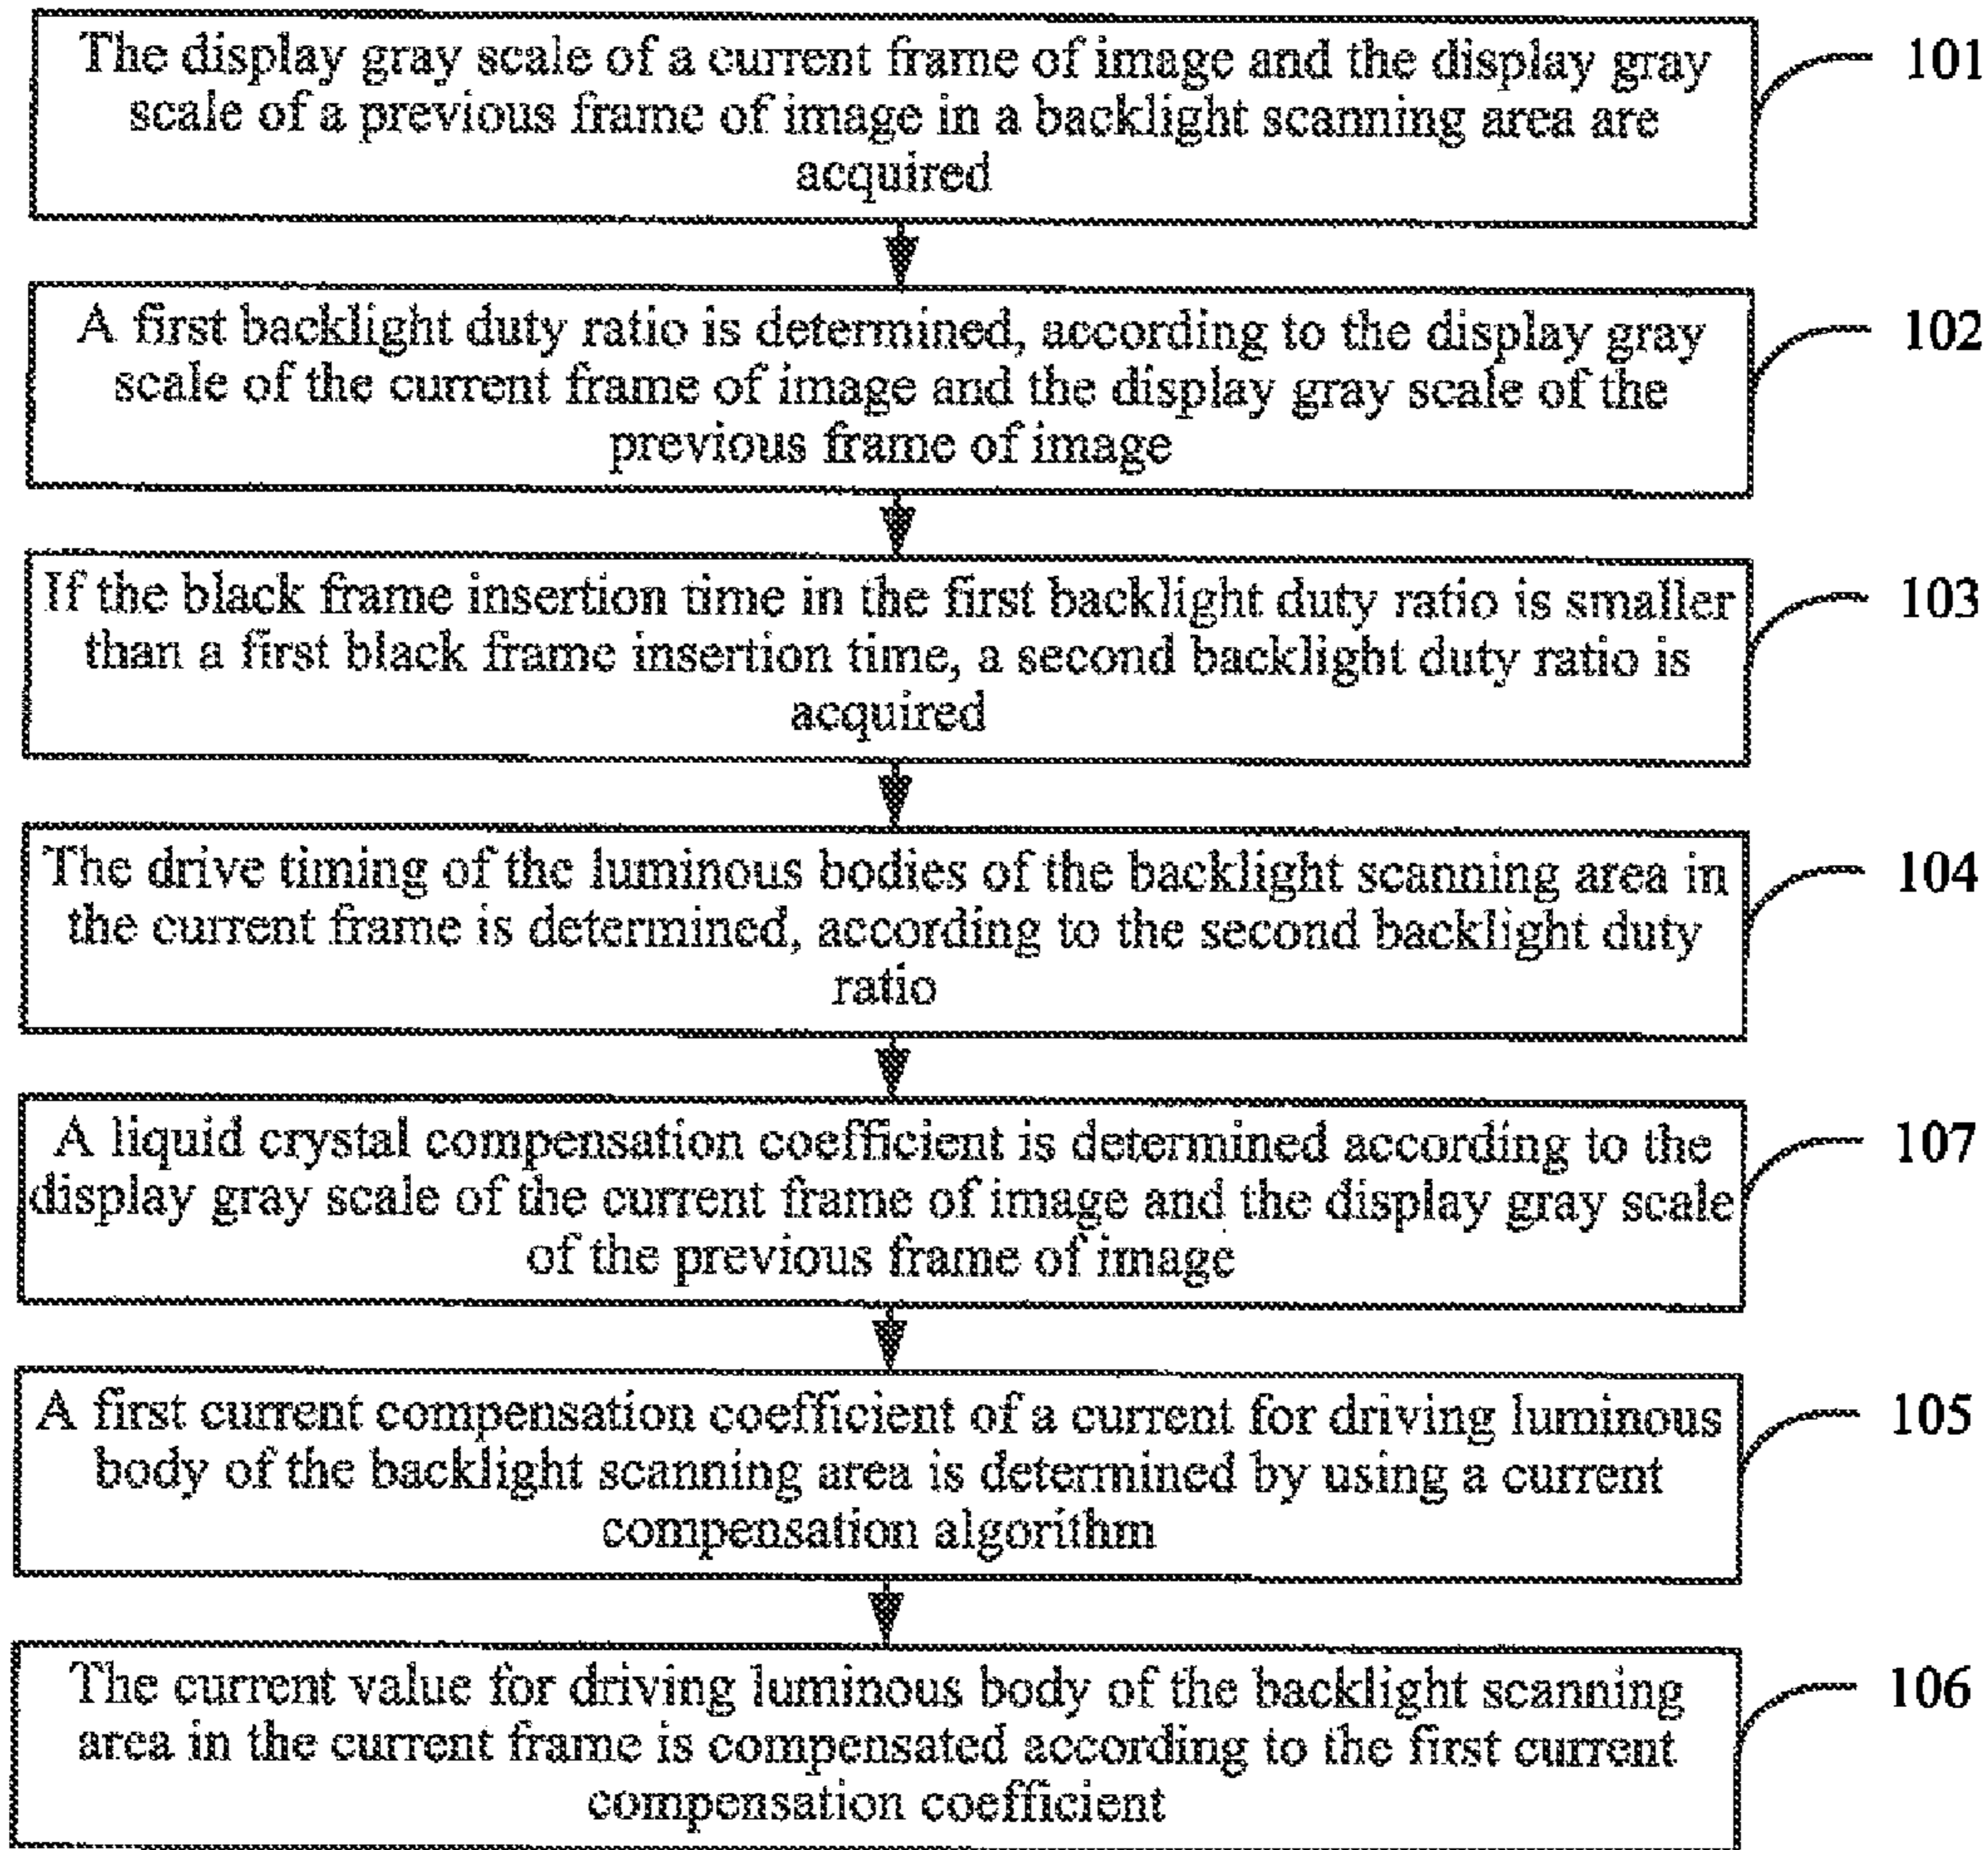 The display gray scale of a current frame of image and the display gray
scale of a previous frame of image in a backlight scanning area are
acquired
101
A first backlight duty ratio is determined, according to the display gray
scale of the current frame of image and the display gray scale of the
previous frame of image
102
If the black frame insertion time in the first backlight duty ratio is smaller
than a first black frame insertion time, a second backlight duty ratio is
acquired
103
The drive timing of the luminous bodies of the backlight scanning area in
the current frame is determined, according to the second backlight duty
ratio
104
A liquid crystal compensation coefficient is determined according to the
display gray scale of the current frame of image and the display gray scale
of the previous frame of image
107
A first current compensation coefficient of a current for driving luminous
body of the backlight scanning area is determined by using a current
compensation algorithm
105
The current value for driving luminous body of the backlight scanning
area in the current frame is compensated according to the first current
compensation coefficient
106